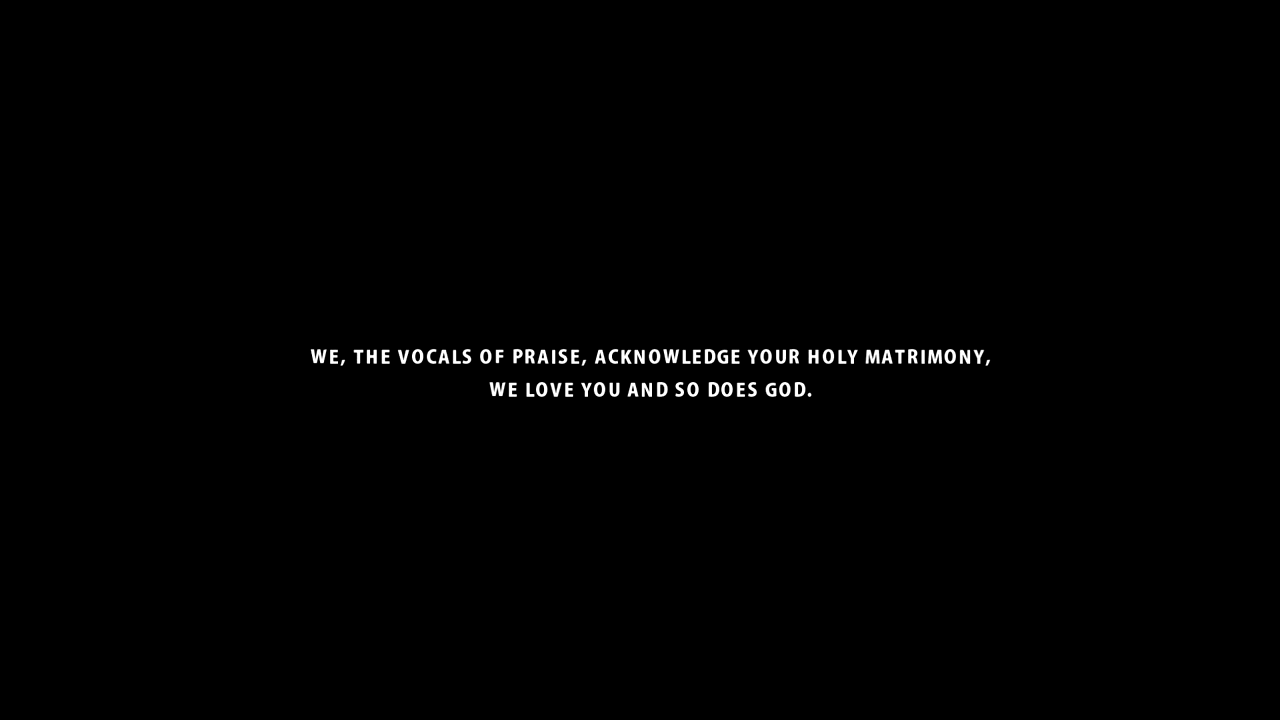 WE, THE VOCALS OF PRAISE, ACKNOWLEDGE YOUR HOLY MATRIMONY,
WE LOVE YOU AND SO DOES GOD.